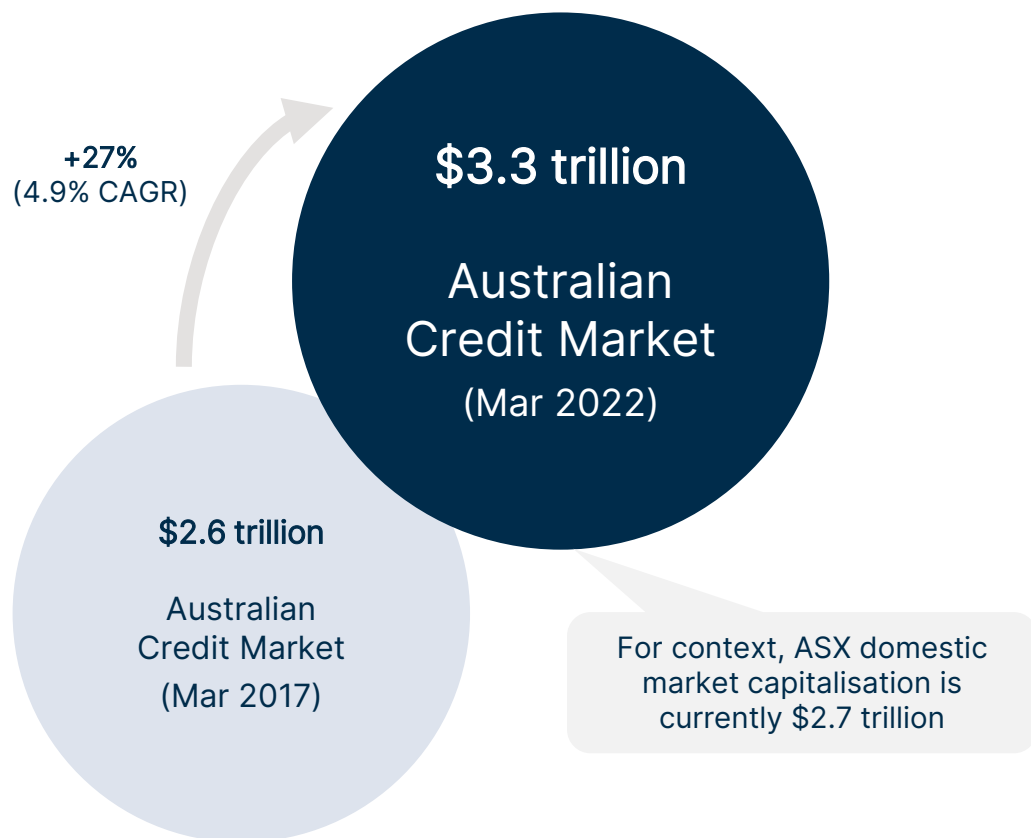 +27%
(4.9% CAGR)
$3.3 trillion
Australian
Credit Market
(Mar 2022)
$2.6 trillion
Australian
Credit Market
(Mar 2017)
For context, ASX domestic
market capitalisation is
currently $2.7 trillion